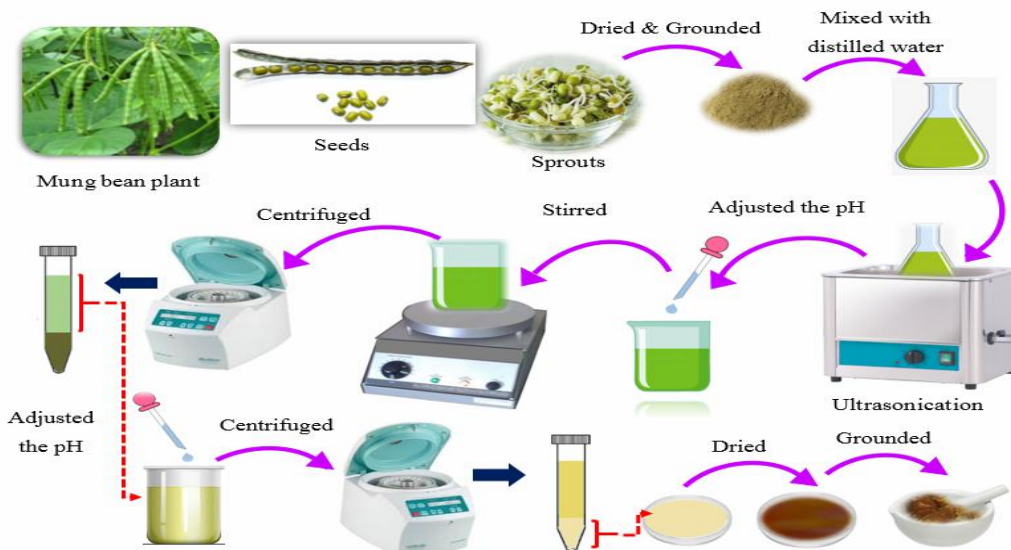 Dried & Grounded
Mixed with
distilled water
Seeds
Sprouts
Mung bean plant
Centrifuged
Stirred
Adjusted the pH
Ultrasonication
Adjusted
the pH
Centrifuged
Dried
Grounded